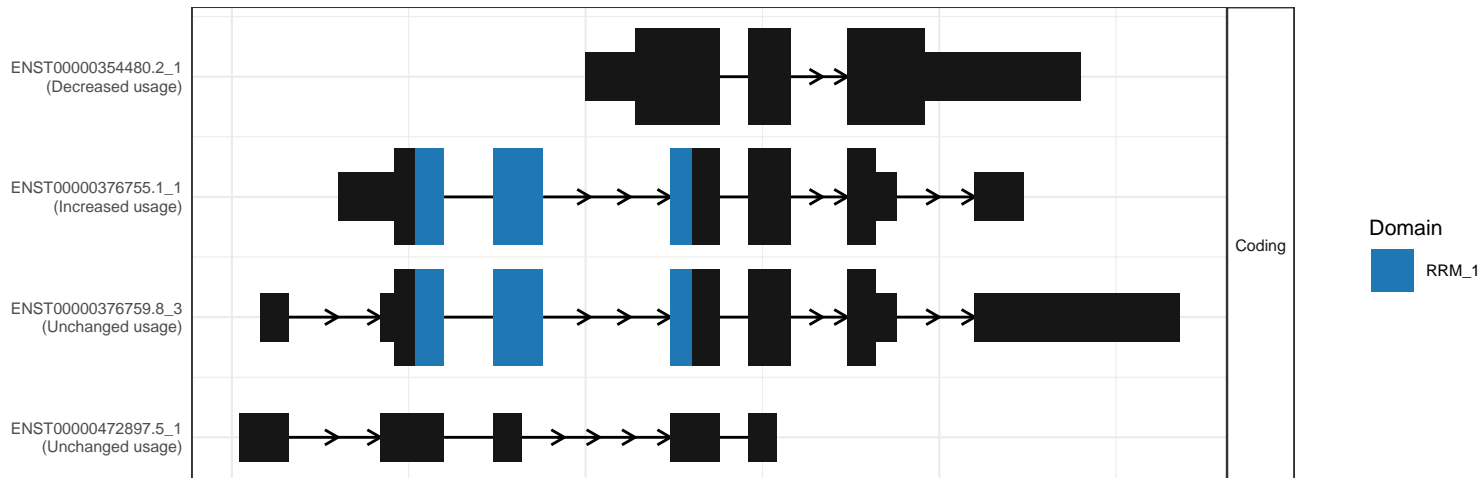 ENST00000354480.2_1
(Decreased usage)
ENST00000376755.1_1
(Increased usage)
ENST00000376759.8_3
(Unchanged usage)
ENST00000472897.5_1
(Unchanged usage)
Coding
Domain
RRM_1